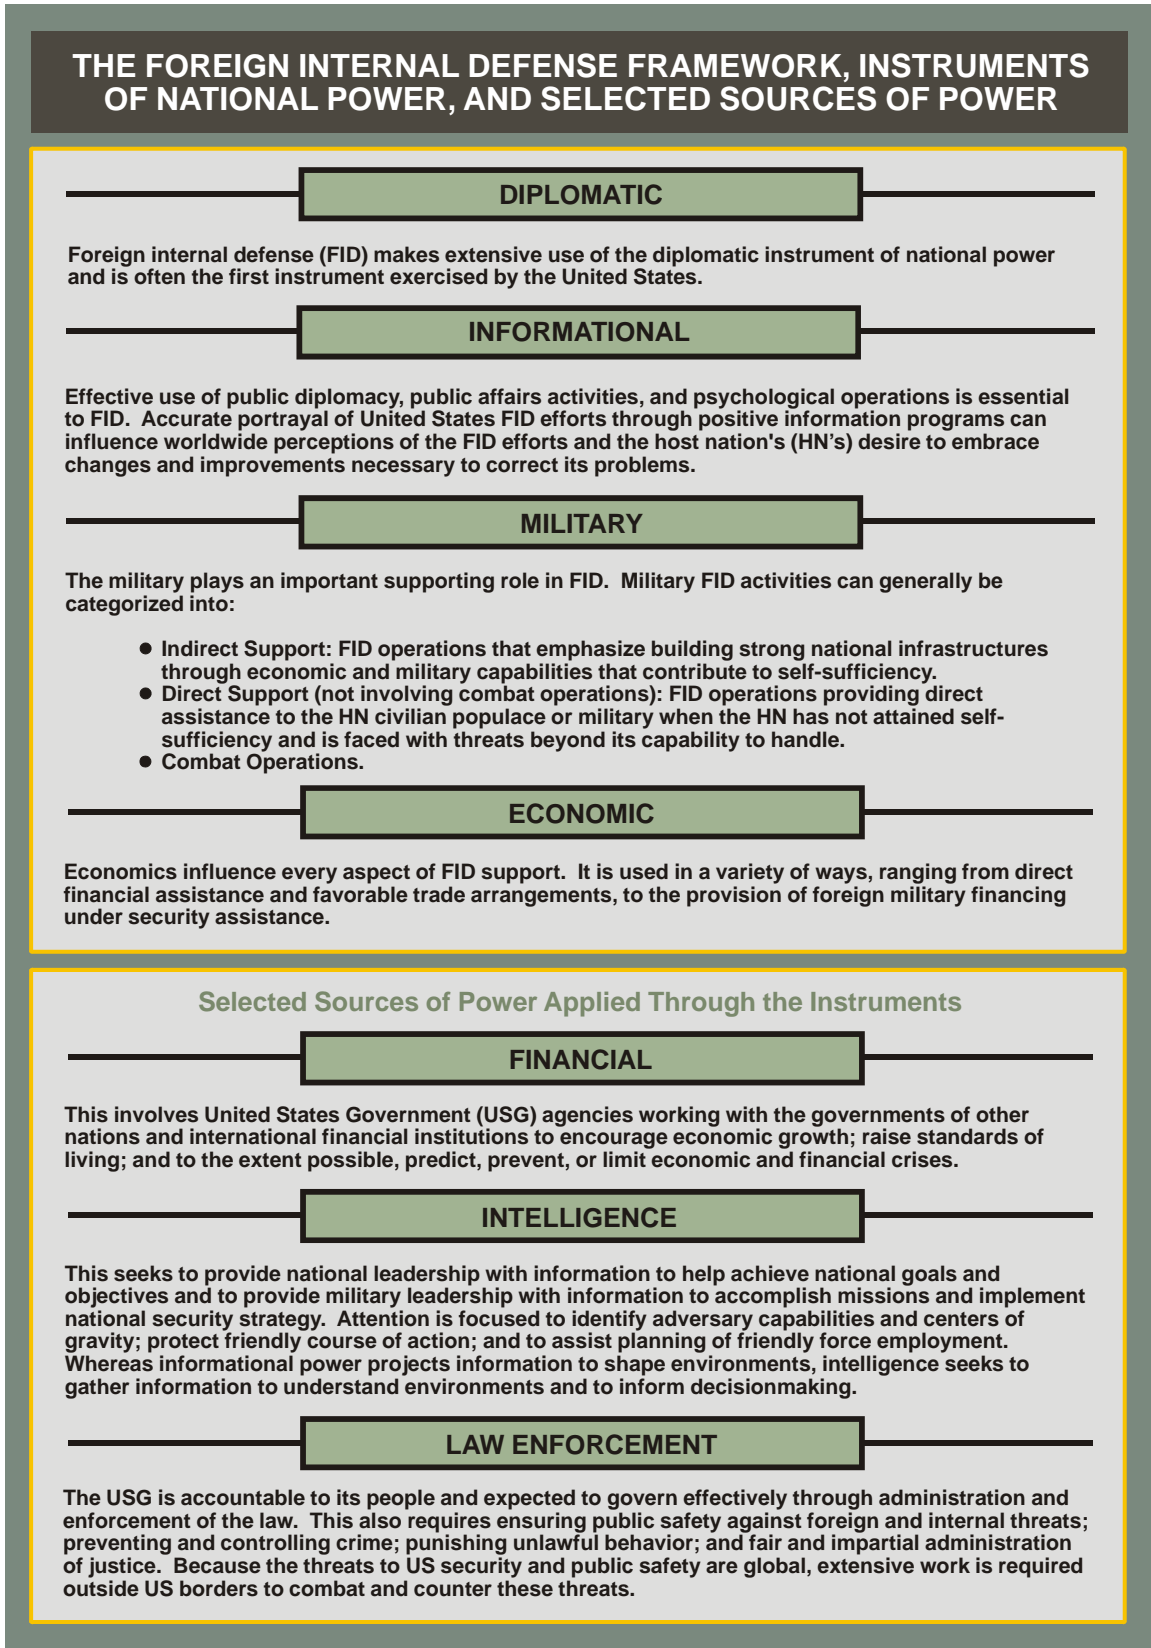 THE FOREIGN INTERNAL DEFENSE FRAMEWORK, INSTRUMENTS
OF NATIONAL POWER, AND SELECTED SOURCES OF POWER
DIPLOMATIC
Foreign internal defense (FID) makes extensive use of the diplomatic instrument of national power
and is often the first instrument exercised by the United States.
INFORMATIONAL
Effective use of public diplomacy, public affairs activities, and psychological operations is essential
to FID.  Accurate portrayal of United States FID efforts through positive information programs can
influence worldwide perceptions of the FID efforts and the host nation's (HN’s) desire to embrace
changes and improvements necessary to correct its problems.
MILITARY
The military plays an important supporting role in FID.  Military FID activities can generally be
categorized into:
● Indirect Support: FID operations that emphasize building strong national infrastructures
through economic and military capabilities that contribute to self-sufficiency.
● Direct Support (not involving combat operations): FID operations providing direct
assistance to the HN civilian populace or military when the HN has not attained self-
sufficiency and is faced with threats beyond its capability to handle.
● Combat Operations.
ECONOMIC
Economics influence every aspect of FID support.  It is used in a variety of ways, ranging from direct
financial assistance and favorable trade arrangements, to the provision of foreign military financing
under security assistance.
Selected Sources of Power Applied Through the Instruments
FINANCIAL
This involves United States Government (USG) agencies working with the governments of other
nations and international financial institutions to encourage economic growth; raise standards of
living; and to the extent possible, predict, prevent, or limit economic and financial crises.
INTELLIGENCE
This seeks to provide national leadership with information to help achieve national goals and
objectives and to provide military leadership with information to accomplish missions and implement
national security strategy.  Attention is focused to identify adversary capabilities and centers of
gravity; protect friendly course of action; and to assist planning of friendly force employment.
Whereas informational power projects information to shape environments, intelligence seeks to
gather information to understand environments and to inform decisionmaking.
LAW ENFORCEMENT
The USG is accountable to its people and expected to govern effectively through administration and
enforcement of the law.  This also requires ensuring public safety against foreign and internal threats;
preventing and controlling crime; punishing unlawful behavior; and fair and impartial administration
of justice.  Because the threats to US security and public safety are global, extensive work is required
outside US borders to combat and counter these threats.